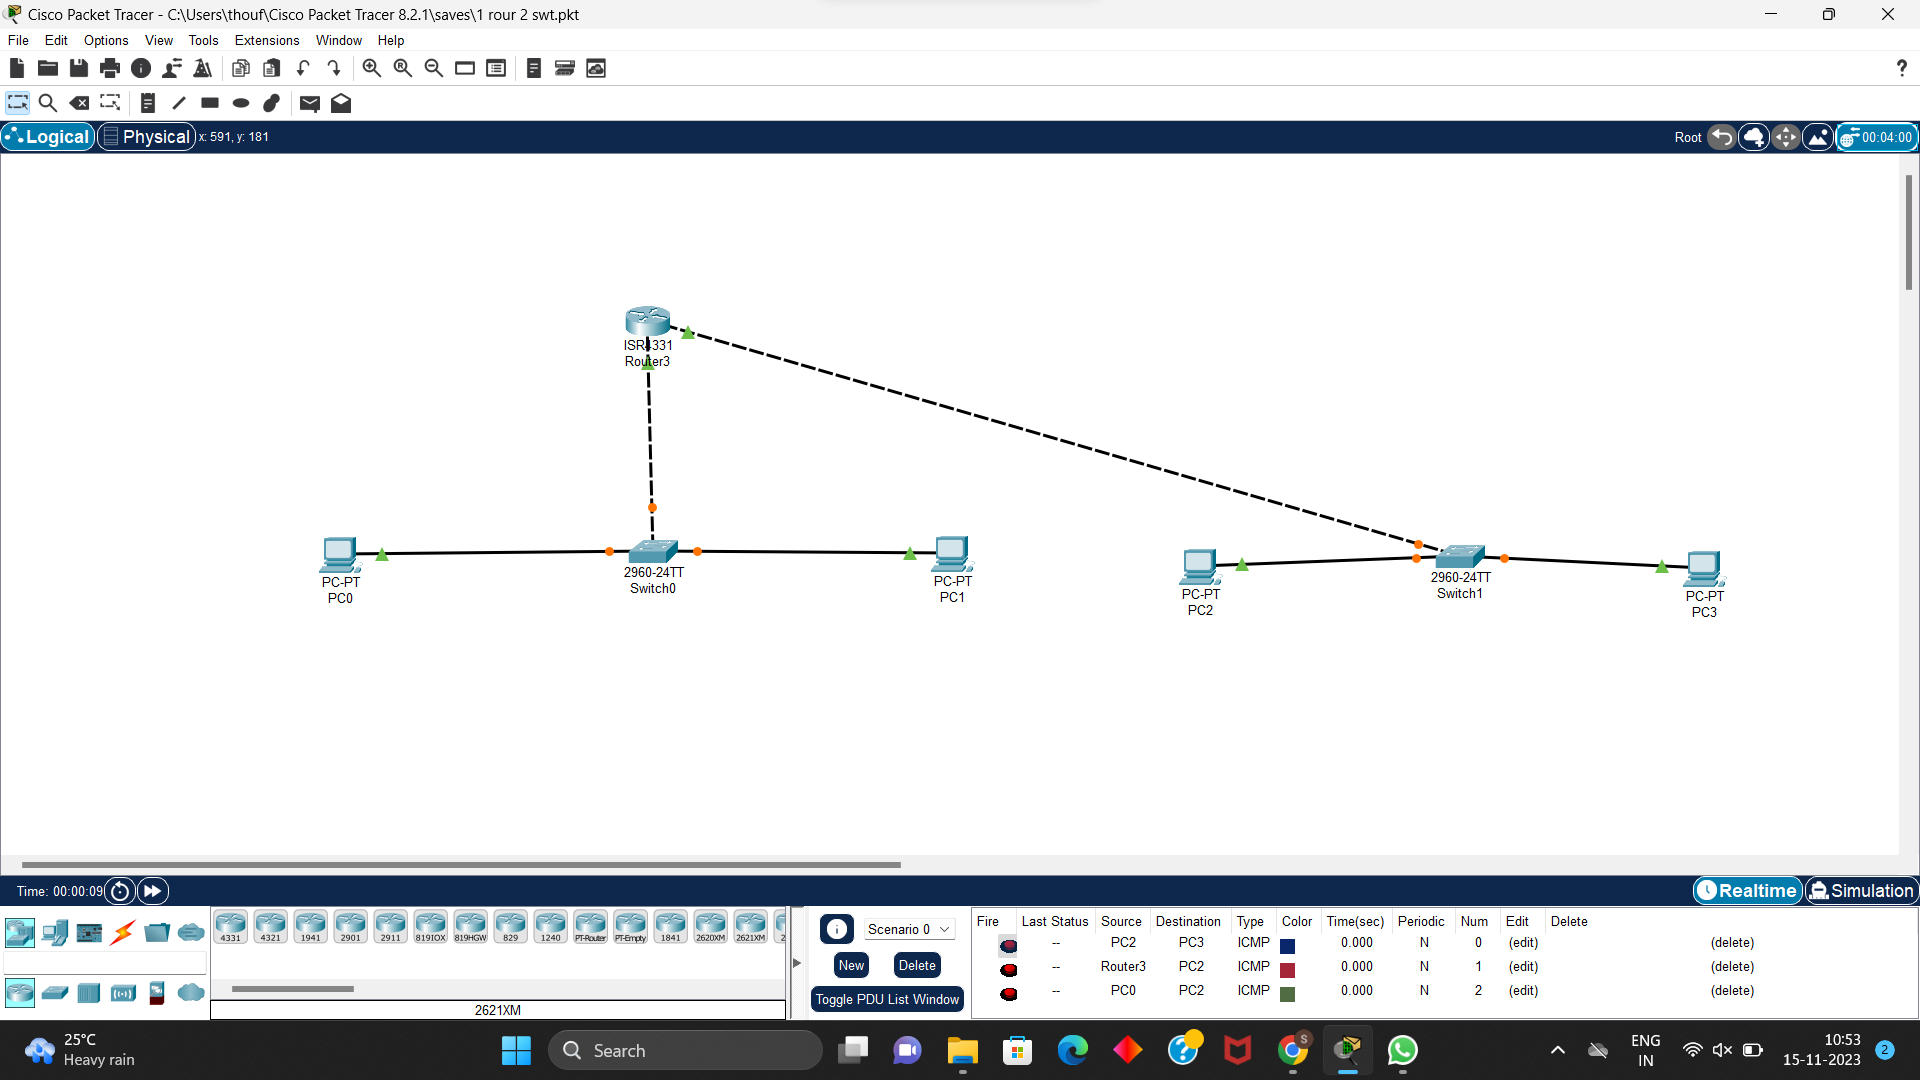 Cisco Packet Tracer - C:\Users\thouf\Cisco Packet Tracer 8.2.1\saves\1 rour 2 swt.pkt
File Edit Options View Tools Extensions Window Help
?
Logical Physical x: 591, y: 181 Root 00:04:00
ISR4331
Router3
PC-PT
PC0
2960-24TT
Switch0
PC-PT
PC1
PC-PT
PC2
2960-24TT
Switch1
PC-PT
PC3
Time: 00:00:09 Realtime Simulation
4331 4321 1941 2901 2911 819IOX 819HGW 829 1240 PT-Router PT-Empty 1841 2620XM 2621XM 2
2621XM
Scenario 0
New Delete
Toggle PDU List Window
Fire Last Status Source Destination Type Color Time(sec) Periodic Num Edit Delete
-- PC2 PC3 ICMP 0.000 N 0 (edit) (delete)
-- Router3 PC2 ICMP 0.000 N 1 (edit) (delete)
-- PC0 PC2 ICMP 0.000 N 2 (edit) (delete)
25°C
Heavy rain
Search
S
ENG
IN
10:53
15-11-2023
2